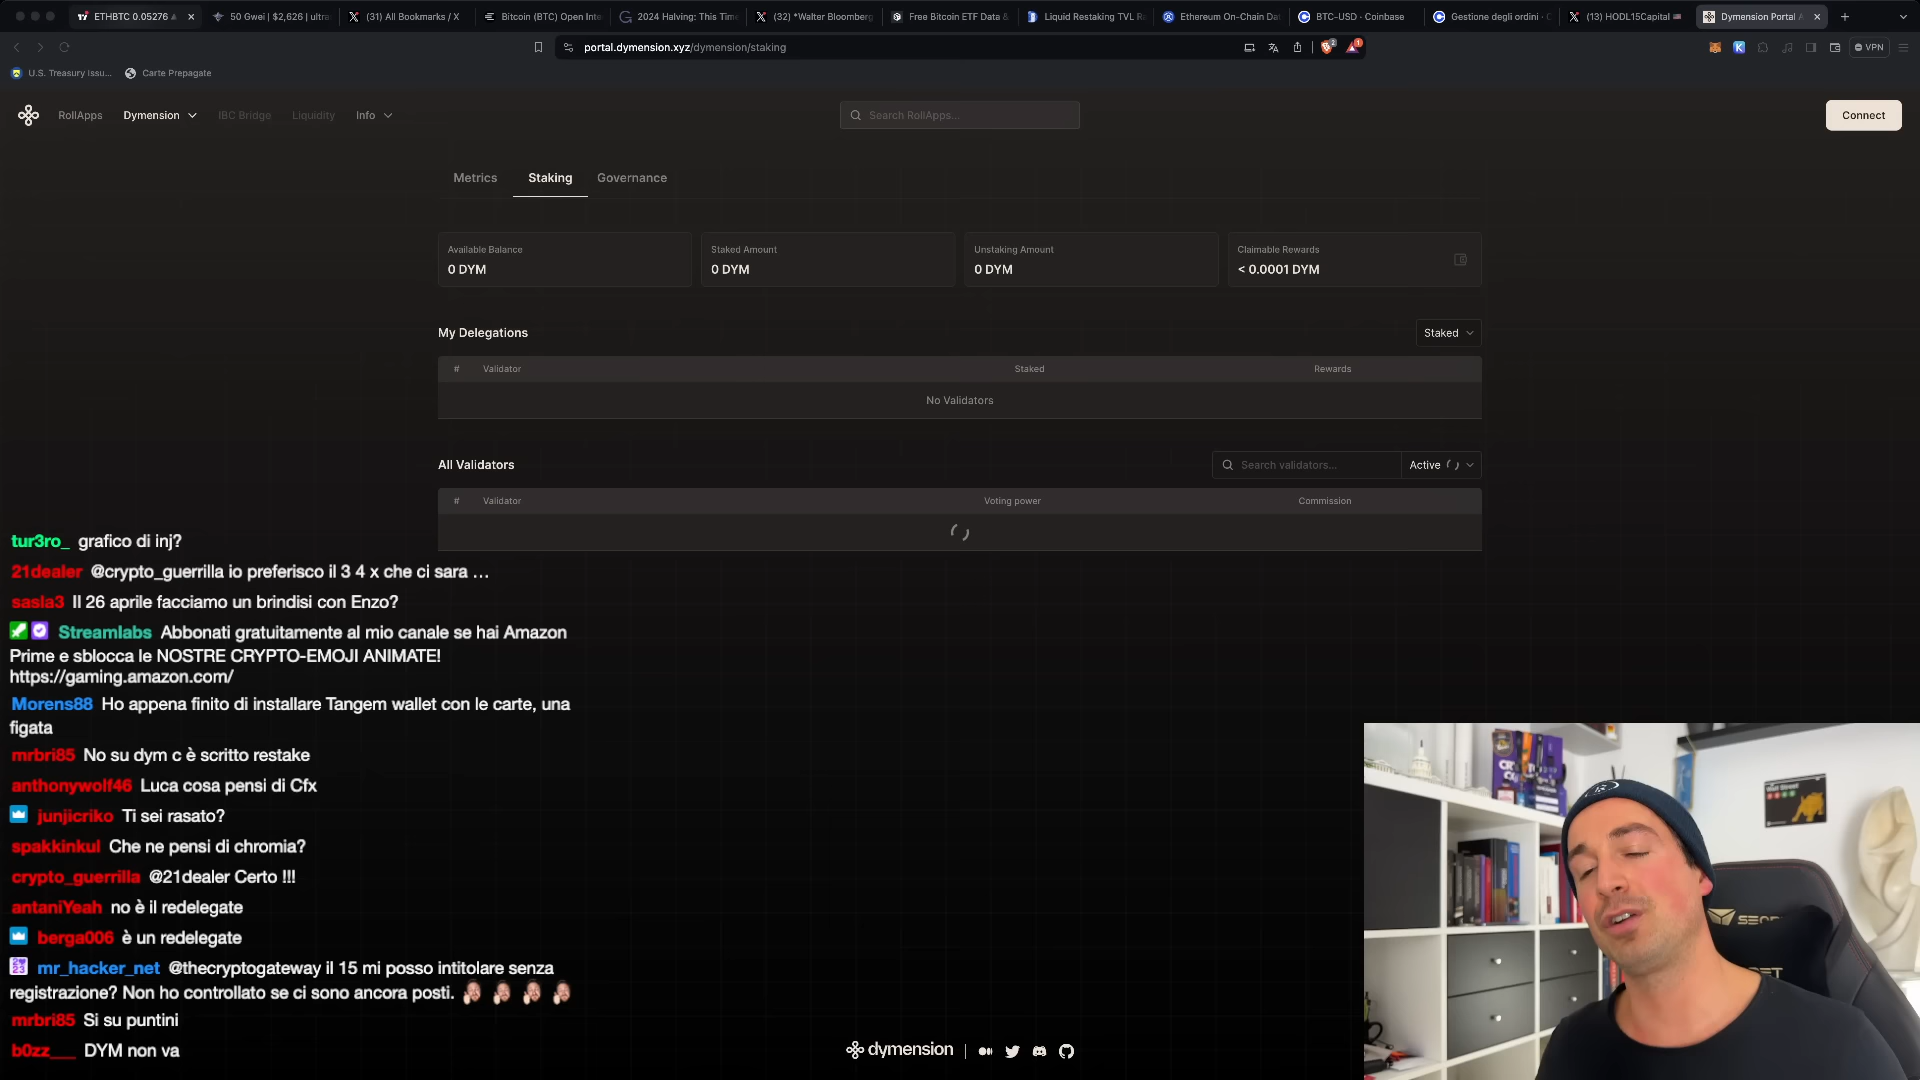 ETHBTC 0.05276
50 Gwei | $2,626 | ultra
(31) All Bookmarks / X
Bitcoin (BTC) Open Inte
2024 Halving: This Time
(32) *Walter Bloomberg
Free Bitcoin ETF Data &
Liquid Restaking TVL R
Ethereum On-Chain Da
BTC-USD · Coinbase
Gestione degli ordini · C
(13) HODL15Capital
Dymension Portal
portal.dymension.xyz/dymension/staking
VPN
U.S. Treasury Issu...
Carte Prepagate
RollApps
Dymension
IBC Bridge
Liquidity
Info
Search RollApps...
Connect
Metrics
Staking
Governance
Available Balance
0 DYM
Staked Amount
0 DYM
Unstaking Amount
0 DYM
Claimable Rewards
< 0.0001 DYM
My Delegations
Staked
# Validator Staked Rewards
No Validators
All Validators
Search validators...
Active
# Validator Voting power Commission
tur3ro_ grafico di inj?
21dealer @crypto_guerrilla io preferisco il 3 4 x che ci sara …
sasla3 Il 26 aprile facciamo un brindisi con Enzo?
Streamlabs Abbonati gratuitamente al mio canale se hai Amazon
Prime e sblocca le NOSTRE CRYPTO-EMOJI ANIMATE!
https://gaming.amazon.com/
Morens88 Ho appena finito di installare Tangem wallet con le carte, una
figata
mrbri85 No su dym c è scritto restake
anthonywolf46 Luca cosa pensi di Cfx
junjicriko Ti sei rasato?
spakkinkul Che ne pensi di chromia?
crypto_guerrilla @21dealer Certo !!!
antaniYeah no è il redelegate
berga006 è un redelegate
mr_hacker_net @thecryptogateway il 15 mi posso intitolare senza
registrazione? Non ho controllato se ci sono ancora posti.
mrbri85 Si su puntini
b0zz___ DYM non va
dymension